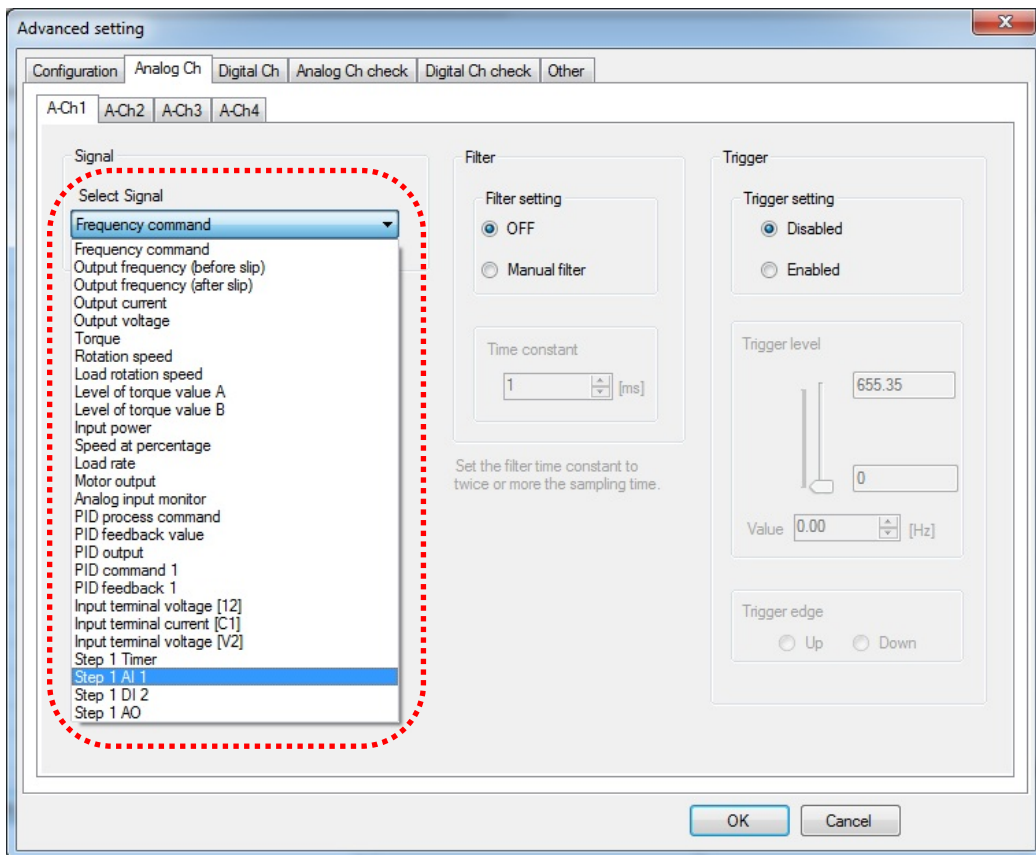 Advanced setting
Configuration Analog Ch Digital Ch Analog Ch check Digital Ch check Other
A-Ch1 A-Ch2 A-Ch3 A-Ch4
Signal
Select Signal
Frequency command
Frequency command
Output frequency (before slip)
Output frequency (after slip)
Output current
Output voltage
Torque
Rotation speed
Load rotation speed
Level of torque value A
Level of torque value B
Input power
Speed at percentage
Load rate
Motor output
Analog input monitor
PID process command
PID feedback value
PID output
PID command 1
PID feedback 1
Input terminal voltage [12]
Input terminal current [C1]
Input terminal voltage [V2]
Step 1 Timer
Step 1 AI 1
Step 1 DI 2
Step 1 AO
Filter
Filter setting
OFF
Manual filter
Time constant
1 [ms]
Set the filter time constant to
twice or more the sampling time.
Trigger
Trigger setting
Disabled
Enabled
Trigger level
655.35
0
Value 0.00 [Hz]
Trigger edge
Up Down
OK Cancel